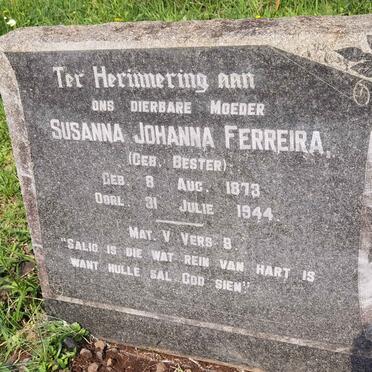 Ter Herinnering aan
ONS DIERBARE MOEDER
SUSANNA JOHANNA FERREIRA,
(GEB. BESTER)
GEB. 8 AUG. 1873
OORL. 31 JULIE 1944.
MAT. V VERS 8.
"SALIG IS DIE WAT REIN VAN HART IS
WANT HULLE SAL GOD SIEN"